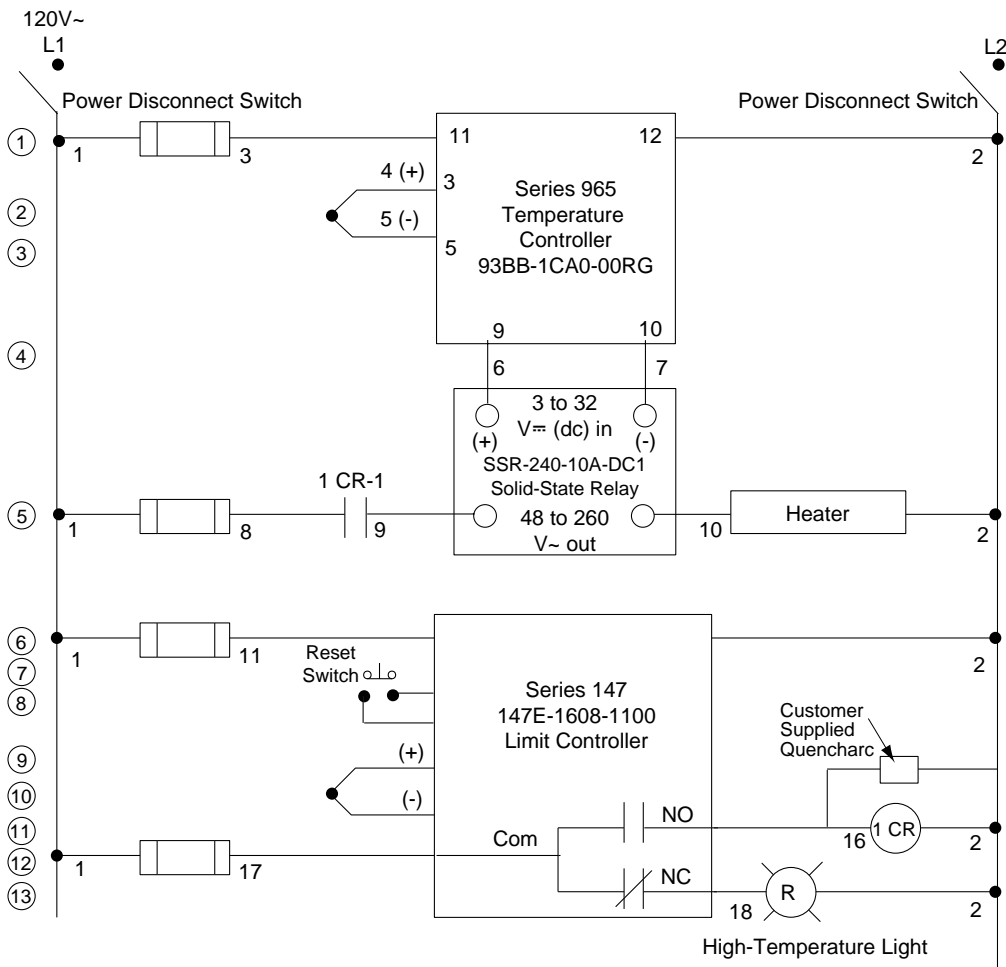 120V~
L1
L2
Power Disconnect Switch
Power Disconnect Switch
1
1
3
11
12
2
4 (+)
3
2
5 (-)
5
3
Series 965
Temperature
Controller
93BB-1CA0-00RG
9
10
4
6
7
3 to 32
V⎓ (dc) in
(+)
(-)
SSR-240-10A-DC1
Solid-State Relay
1 CR-1
5
1
8
9
48 to 260
V~ out
10
Heater
2
6
1
11
2
7
Reset
Switch
8
Series 147
147E-1608-1100
Limit Controller
Customer
Supplied
Quencharc
9
(+)
10
(-)
11
Com
NO
16
1 CR
2
12
1
17
13
NC
18
R
2
High-Temperature Light